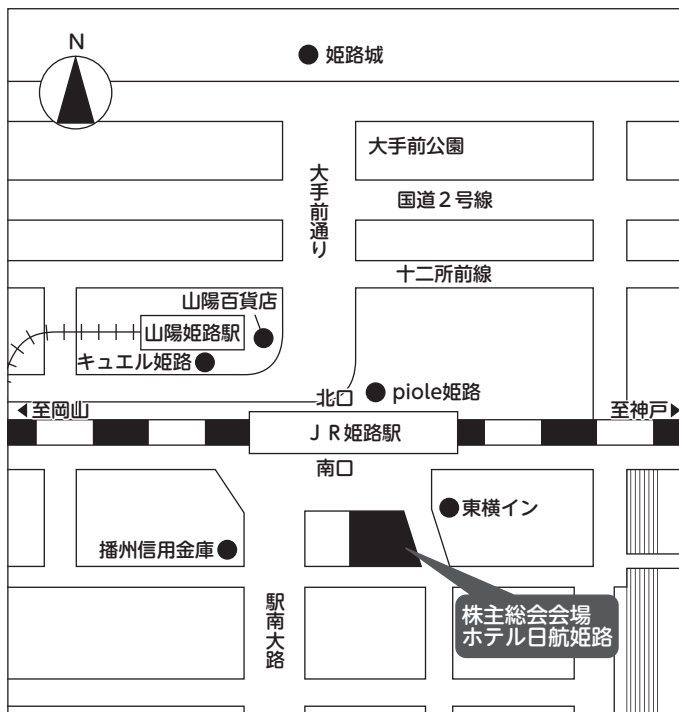 N
姫路城
大手前公園
大手前通り
国道2号線
十二所前線
山陽百貨店
山陽姫路駅
キュエル姫路
北口
piole姫路
至岡山
至神戸
JR姫路駅
南口
東横イン
播州信用金庫
駅南大路
株主総会会場
ホテル日航姫路